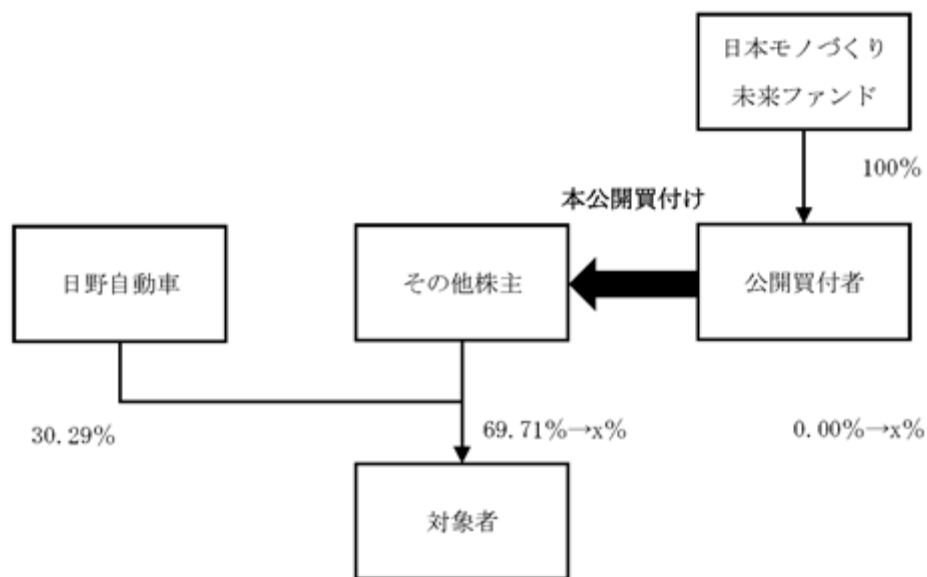 日本モノづくり
未来ファンド
100%
本公開買付け
日野自動車
その他株主
公開買付者
30.29%
69.71%→x%
0.00%→x%
対象者